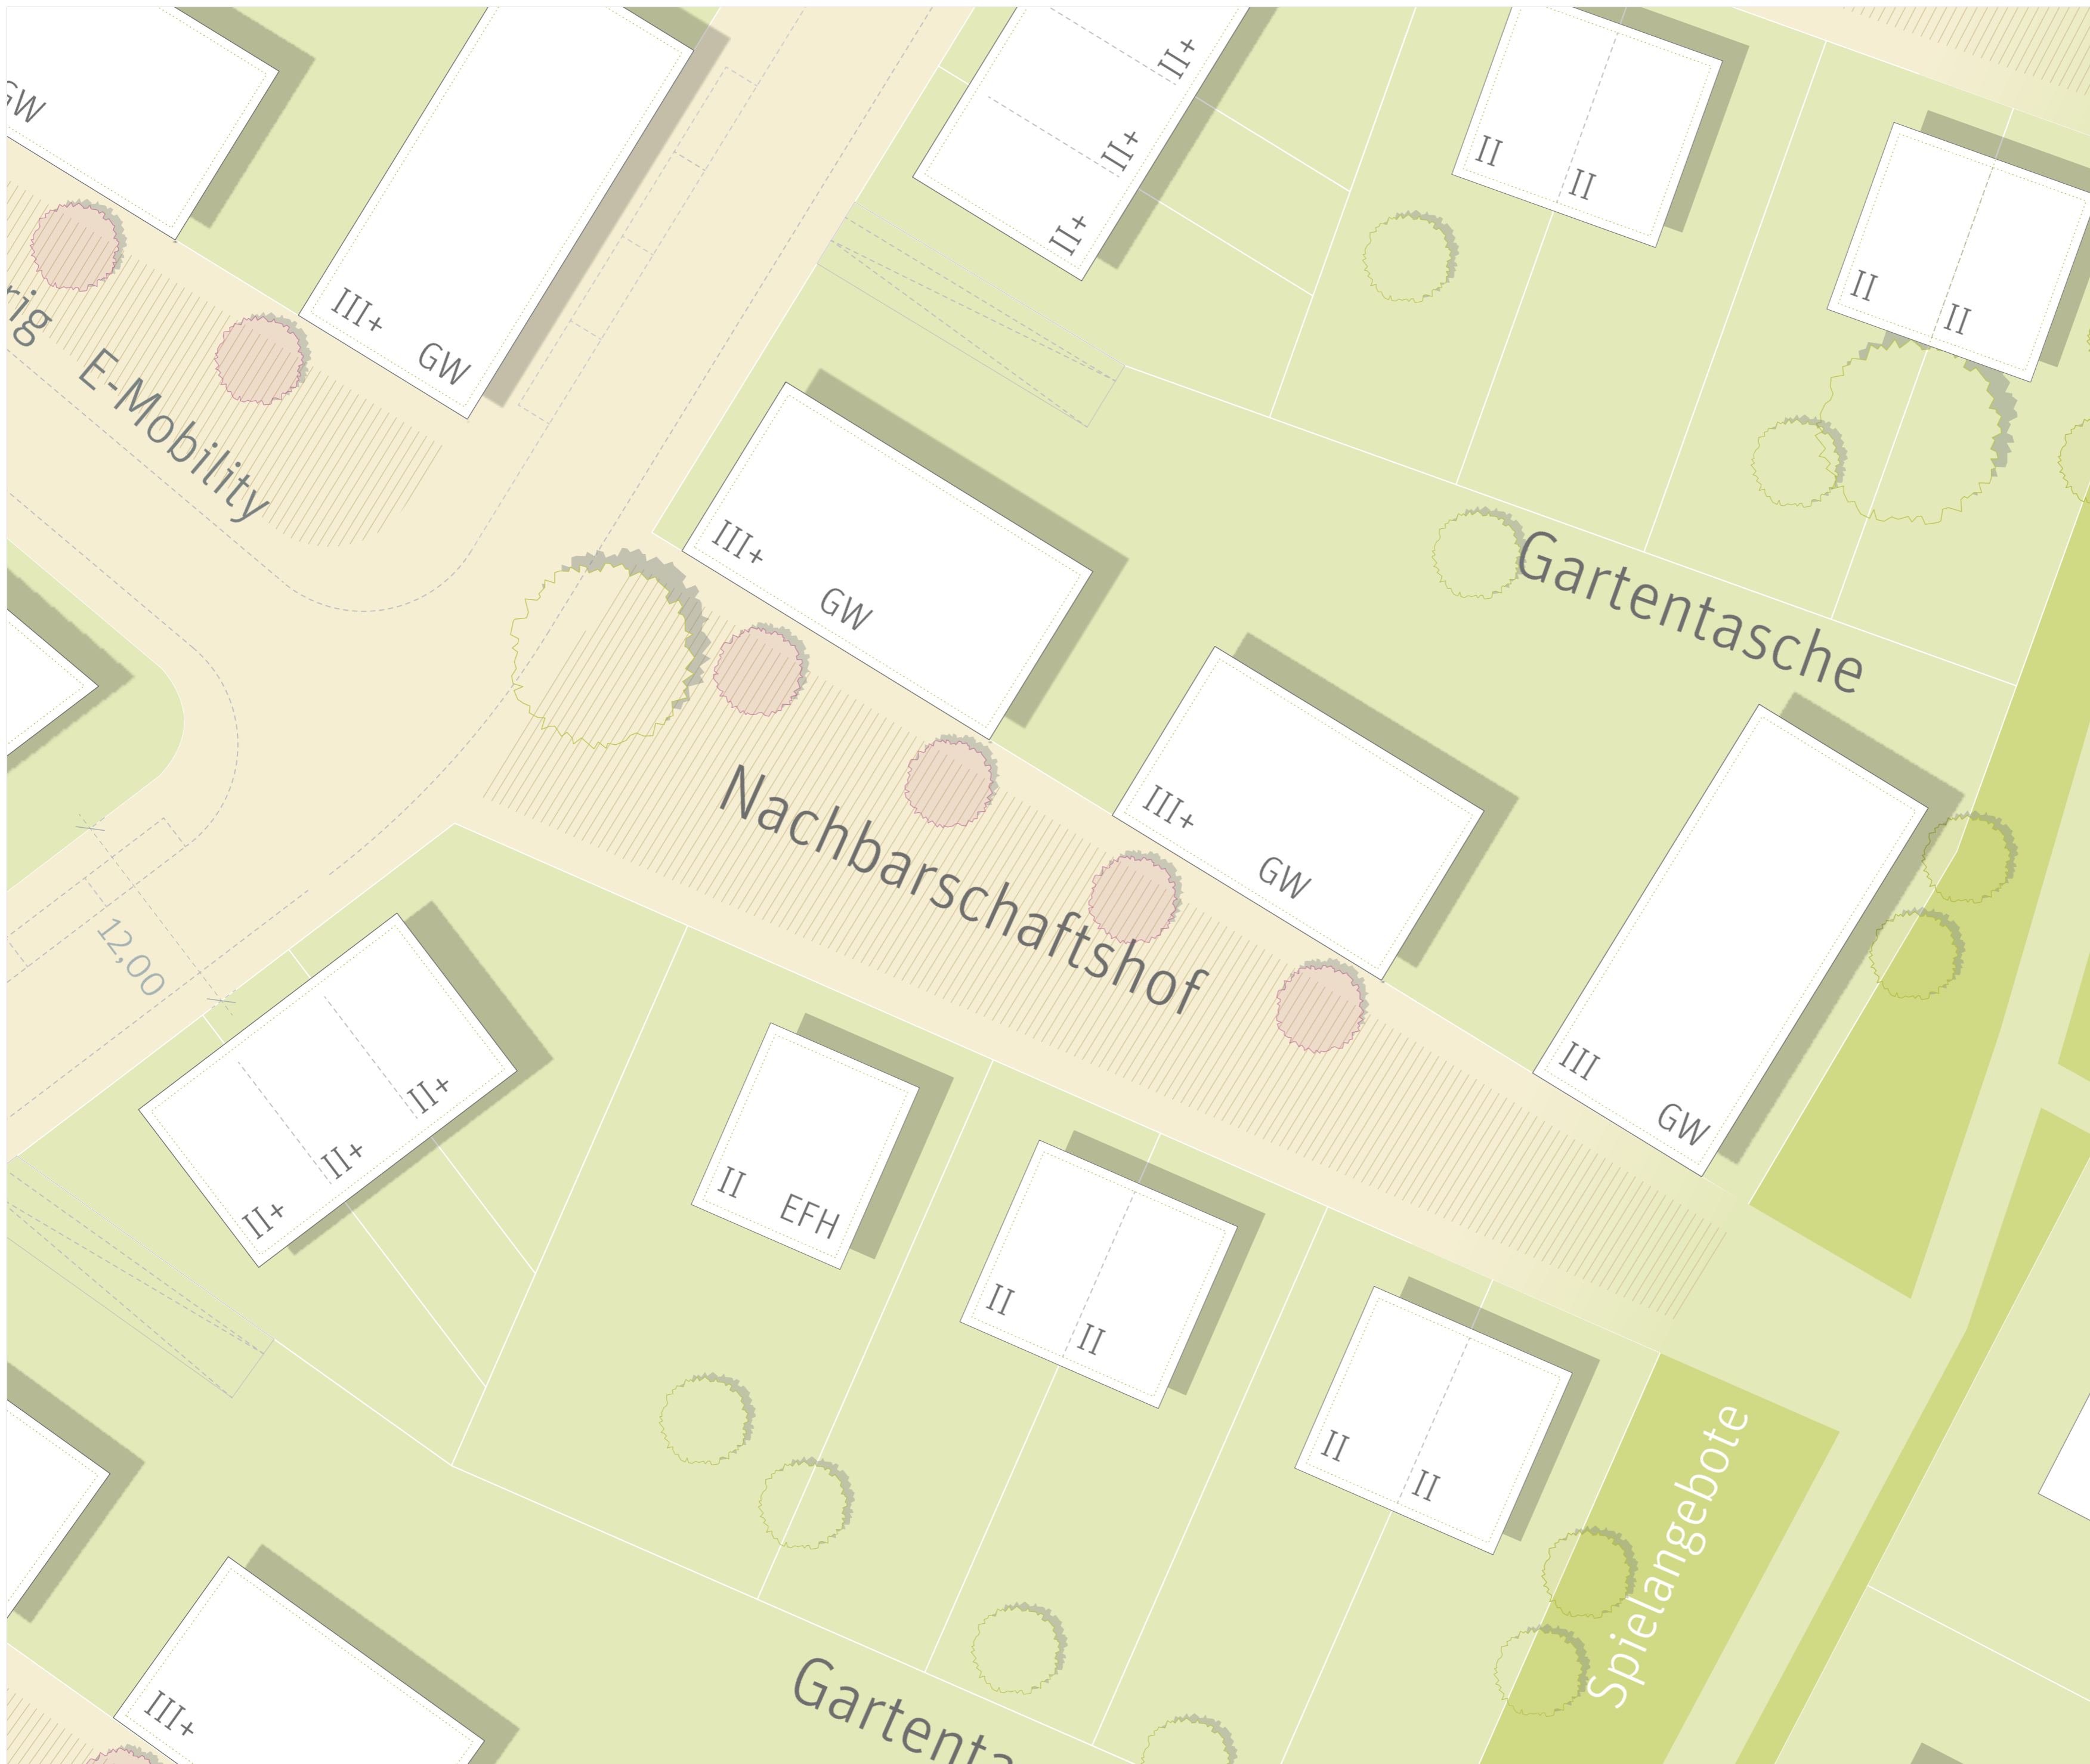 II+
II+
II+
II
II
II
II
GW
III+
GW
E-Mobility
III+
GW
Gartentasche
III+
GW
Nachbarschaftshof
III
GW
12,00
II+
II+
II+
II
EFH
II
II
II
II
Spielangebote
III+